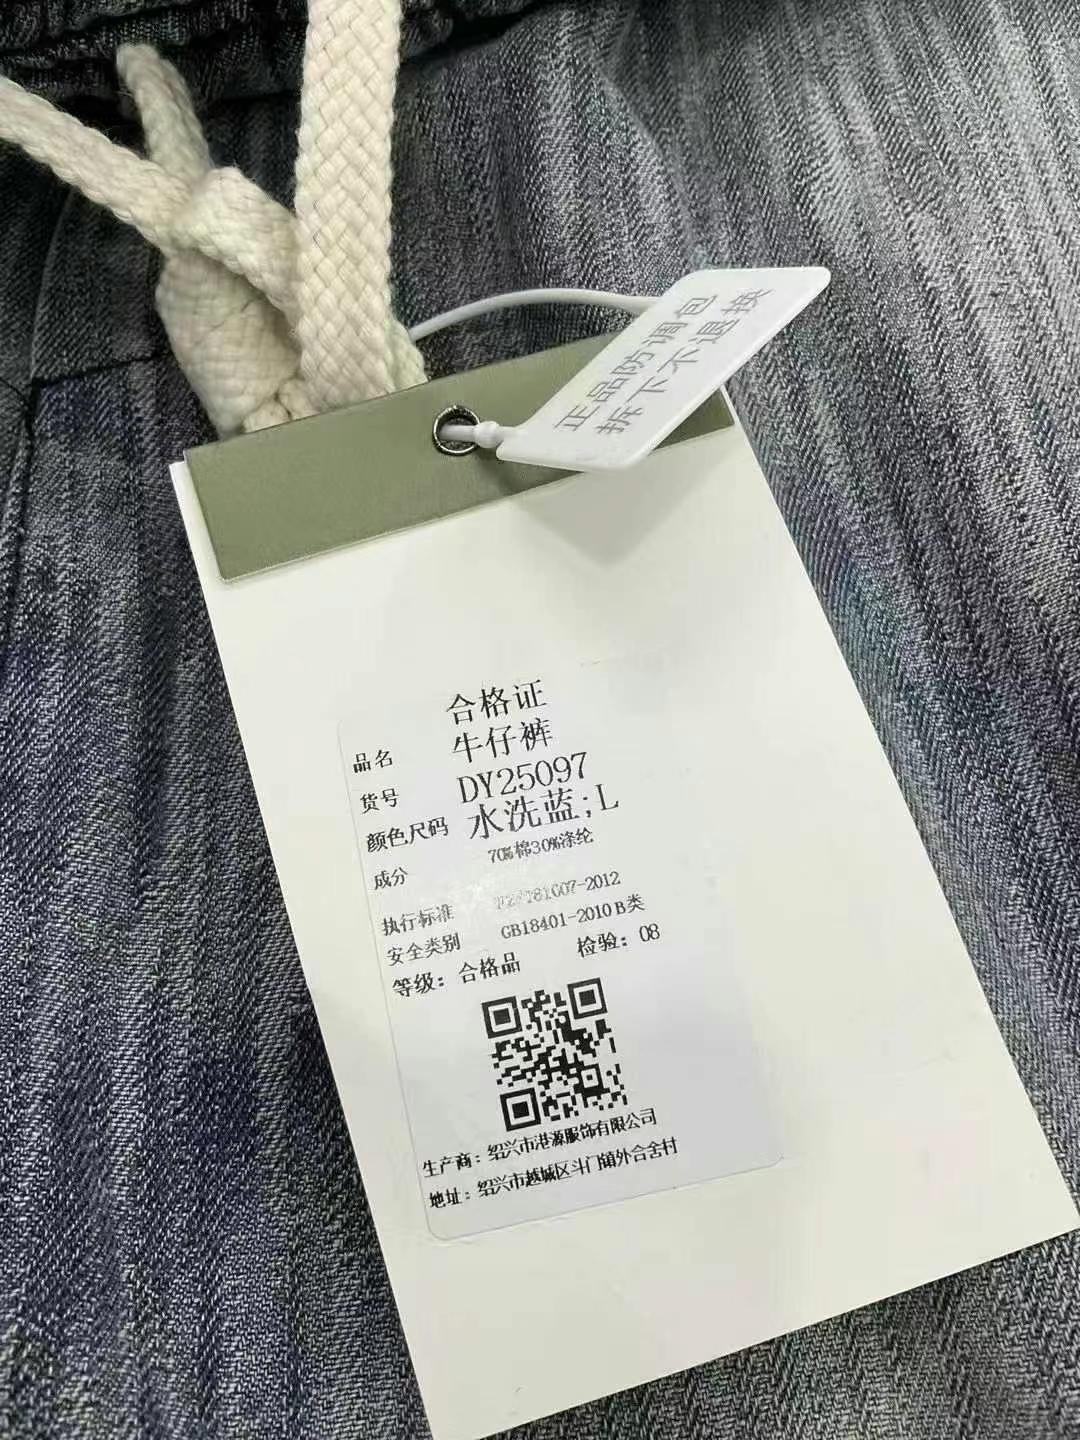 正品防调包
拆下不退换
合格证
品名 牛仔裤
货号 DY25097
颜色尺码 水洗蓝;L
成分 70%棉30%涤纶
执行标准 FZ/T81007-2012
安全类别 GB18401-2010 B类
等级: 合格品 检验: 08
生产商: 绍兴市港源服饰有限公司
地址: 绍兴市越城区斗门镇外合舍村